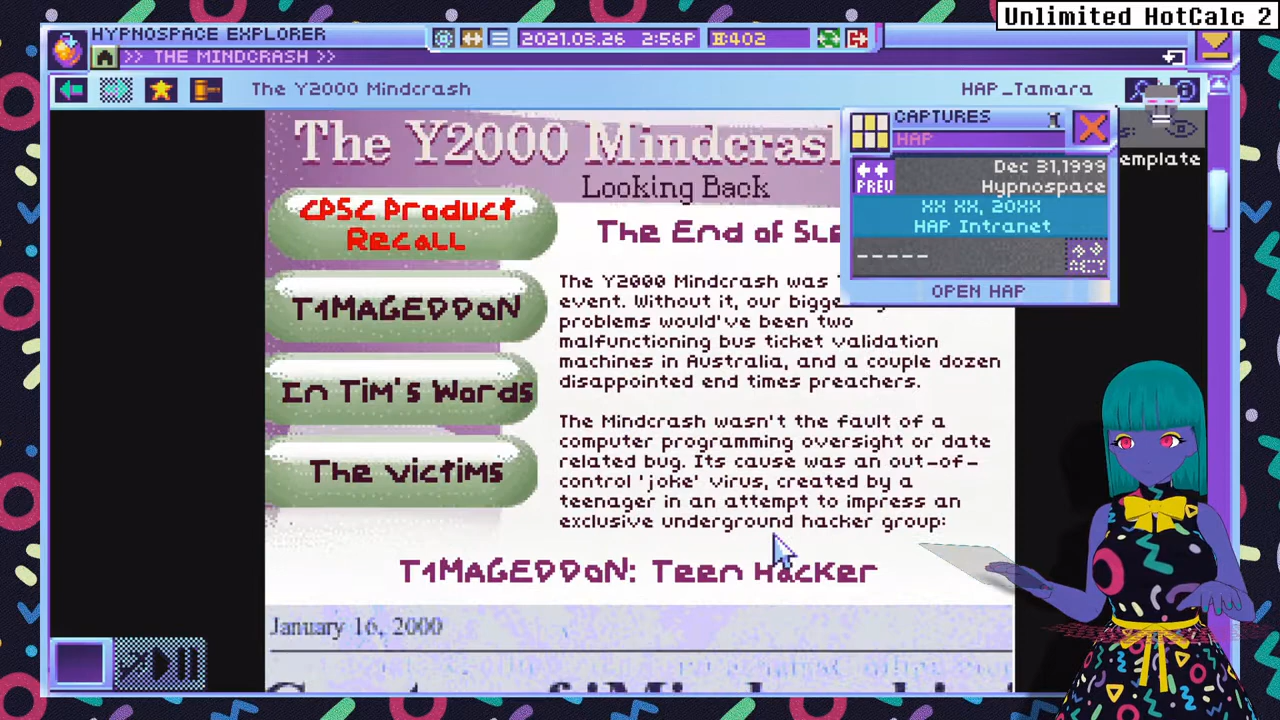 Unlimited HotCalc 2
HYPNOSPACE EXPLORER
2021.03.26 2:56P
402
>> THE MINDCRASH >>
The Y2000 Mindcrash
HAP_Tamara
The Y2000 Mindcrash
Looking Back
CPSC Product
Recall
T1MAGEDDoN
In Tim's Words
The Victims
The End of
The Y2000 Mindcrash was
event. Without it, our
problems would've been two
malfunctioning bus ticket validation
machines in Australia, and a couple dozen
disappointed end times preachers.
The Mindcrash wasn't the fault of a
computer programming oversight or date
related bug. Its cause was an out-of-
control 'joke' virus, created by a
teenager in an attempt to impress an
exclusive underground hacker group:
T1MAGEDDoN: Teen Hacker
January 16, 2000
CAPTURES
HAP
PREV
Dec 31,1999
Hypnospace
XX XX, 20XX
HAP Intranet
-----
OPEN HAP
emplate